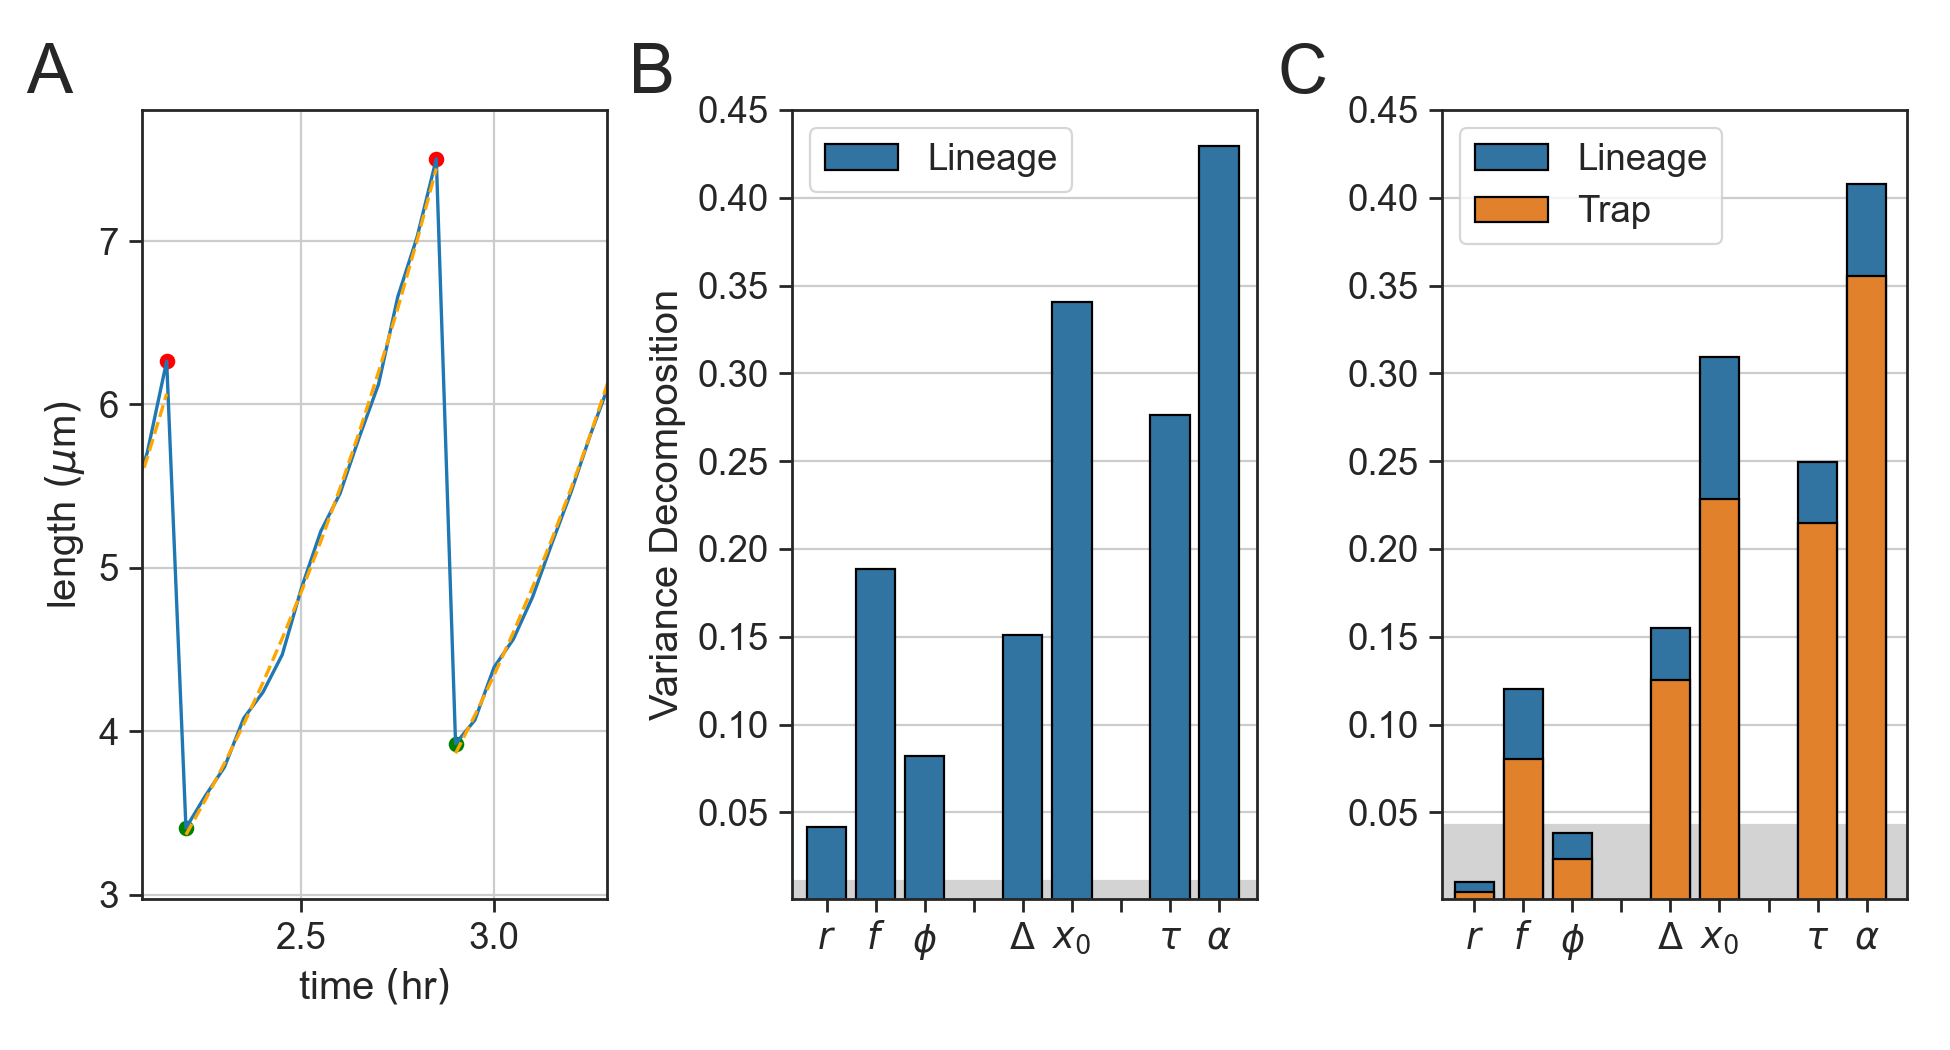 A
B
C
length (μm)
7
6
5
4
3
2.5 3.0
time (hr)
Variance Decomposition
0.45
0.40
0.35
0.30
0.25
0.20
0.15
0.10
0.05
Lineage
r f ϕ Δ x₀ τ α
0.45
0.40
0.35
0.30
0.25
0.20
0.15
0.10
0.05
Lineage
Trap
r f ϕ Δ x₀ τ α